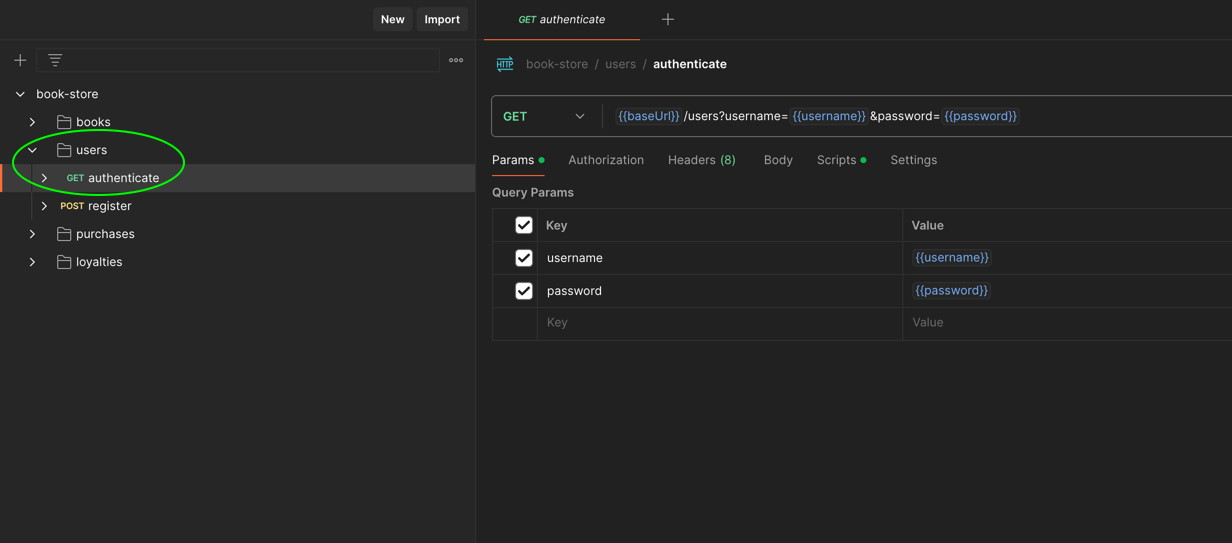 New Import
book-store
books
users
GET authenticate
POST register
purchases
loyalties
GET authenticate
HTTP book-store / users / authenticate
GET {{baseUrl}} /users?username= {{username}} &password= {{password}}
Params Authorization Headers (8) Body Scripts Settings
Query Params
Key Value
username {{username}}
password {{password}}
Key Value